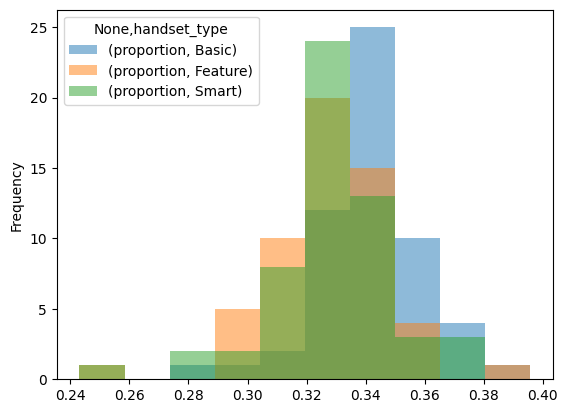 None,handset_type
(proportion, Basic)
(proportion, Feature)
(proportion, Smart)
Frequency
25
20
15
10
5
0
0.24 0.26 0.28 0.30 0.32 0.34 0.36 0.38 0.40